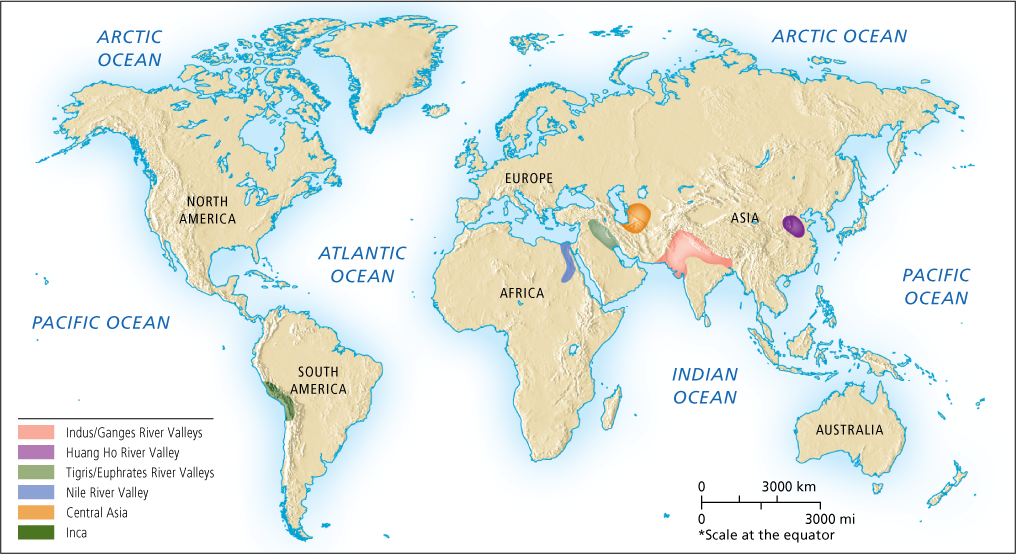 ARCTIC
OCEAN
ARCTIC OCEAN
EUROPE
NORTH
AMERICA
ASIA
ATLANTIC
OCEAN
AFRICA
PACIFIC
OCEAN
PACIFIC OCEAN
SOUTH
AMERICA
INDIAN
OCEAN
AUSTRALIA
Indus/Ganges River Valleys
Huang Ho River Valley
Tigris/Euphrates River Valleys
Nile River Valley
Central Asia
Inca
0 3000 km
0 3000 mi
*Scale at the equator